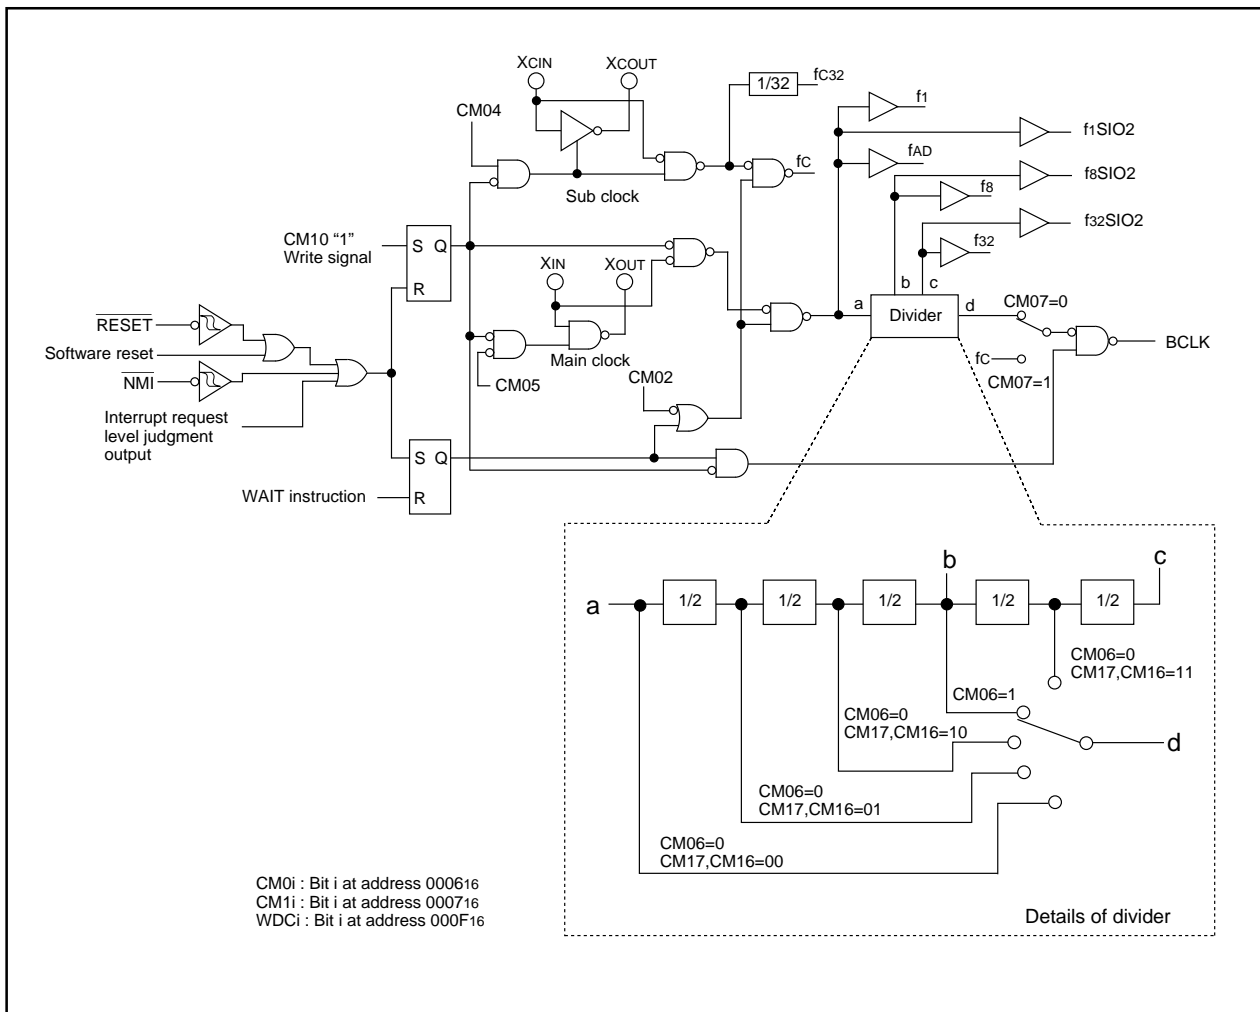 XCIN
XCOUT
1/32
fC32
f1
CM04
f1SIO2
fAD
fC
f8SIO2
Sub clock
f8
f32SIO2
CM10 “1”
Write signal
S Q
R
f32
XIN
XOUT
b c
a
Divider
d
CM07=0
RESET
Software reset
NMI
Main clock
CM05
fC
CM07=1
BCLK
CM02
Interrupt request
level judgment
output
S Q
R
WAIT instruction
b
c
a
1/2
1/2
1/2
1/2
1/2
CM06=0
CM17,CM16=11
CM06=1
CM06=0
CM17,CM16=10
d
CM06=0
CM17,CM16=01
CM06=0
CM17,CM16=00
CM0i : Bit i at address 000616
CM1i : Bit i at address 000716
WDCi : Bit i at address 000F16
Details of divider